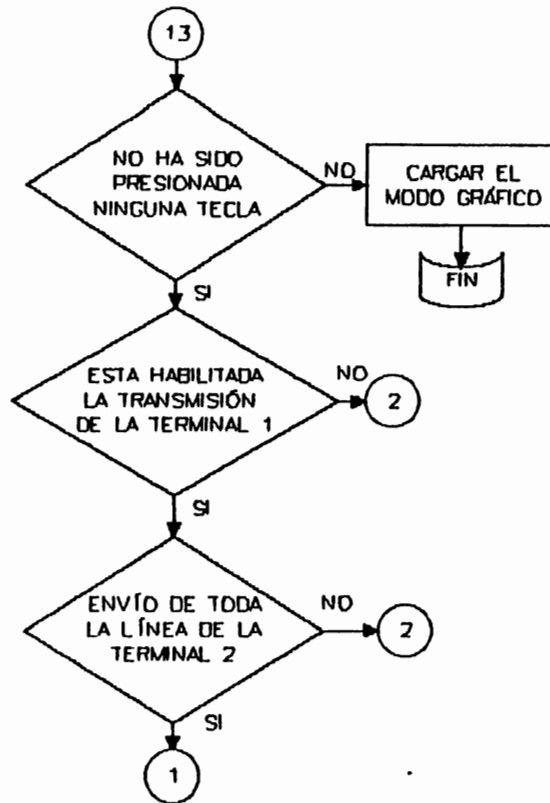 13
NO HA SIDO
PRESIONADA
NINGUNA TECLA
NO
CARGAR EL
MODO GRÁFICO
FIN
SI
ESTA HABILITADA
LA TRANSMISIÓN
DE LA TERMINAL 1
NO
2
SI
ENVÍO DE TODA
LA LÍNEA DE LA
TERMINAL 2
NO
2
SI
1